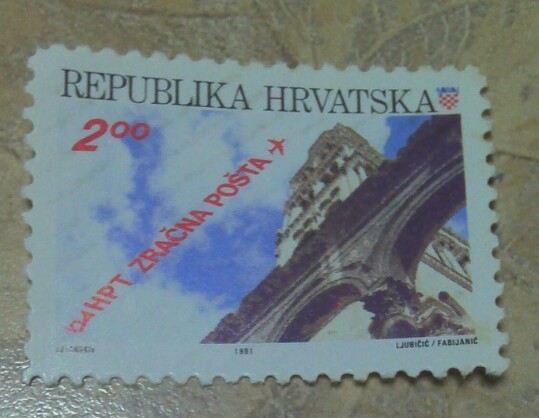 REPUBLIKA HRVATSKA
2.00
HPT ZRAČNA POŠTA
1991
LJUBIČIĆ / FABIJANIĆ